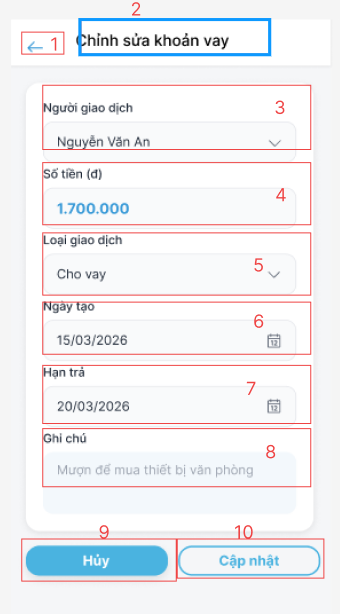 2
← 1 Chỉnh sửa khoản vay
Người giao dịch 3
Nguyễn Văn An
Số tiền (đ) 4
1.700.000
Loại giao dịch
Cho vay 5
Ngày tạo 6
15/03/2026
Hạn trả 7
20/03/2026
Ghi chú 8
Mượn để mua thiết bị văn phòng
9 10
Hủy Cập nhật